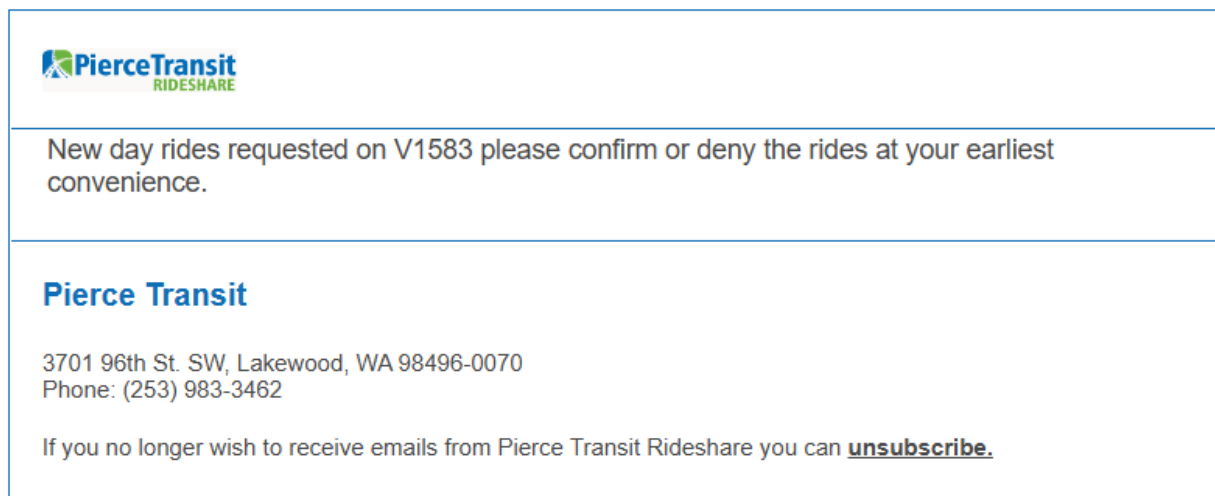 PierceTransit
RIDESHARE
New day rides requested on V1583 please confirm or deny the rides at your earliest
convenience.
Pierce Transit
3701 96th St. SW, Lakewood, WA 98496-0070
Phone: (253) 983-3462
If you no longer wish to receive emails from Pierce Transit Rideshare you can unsubscribe.